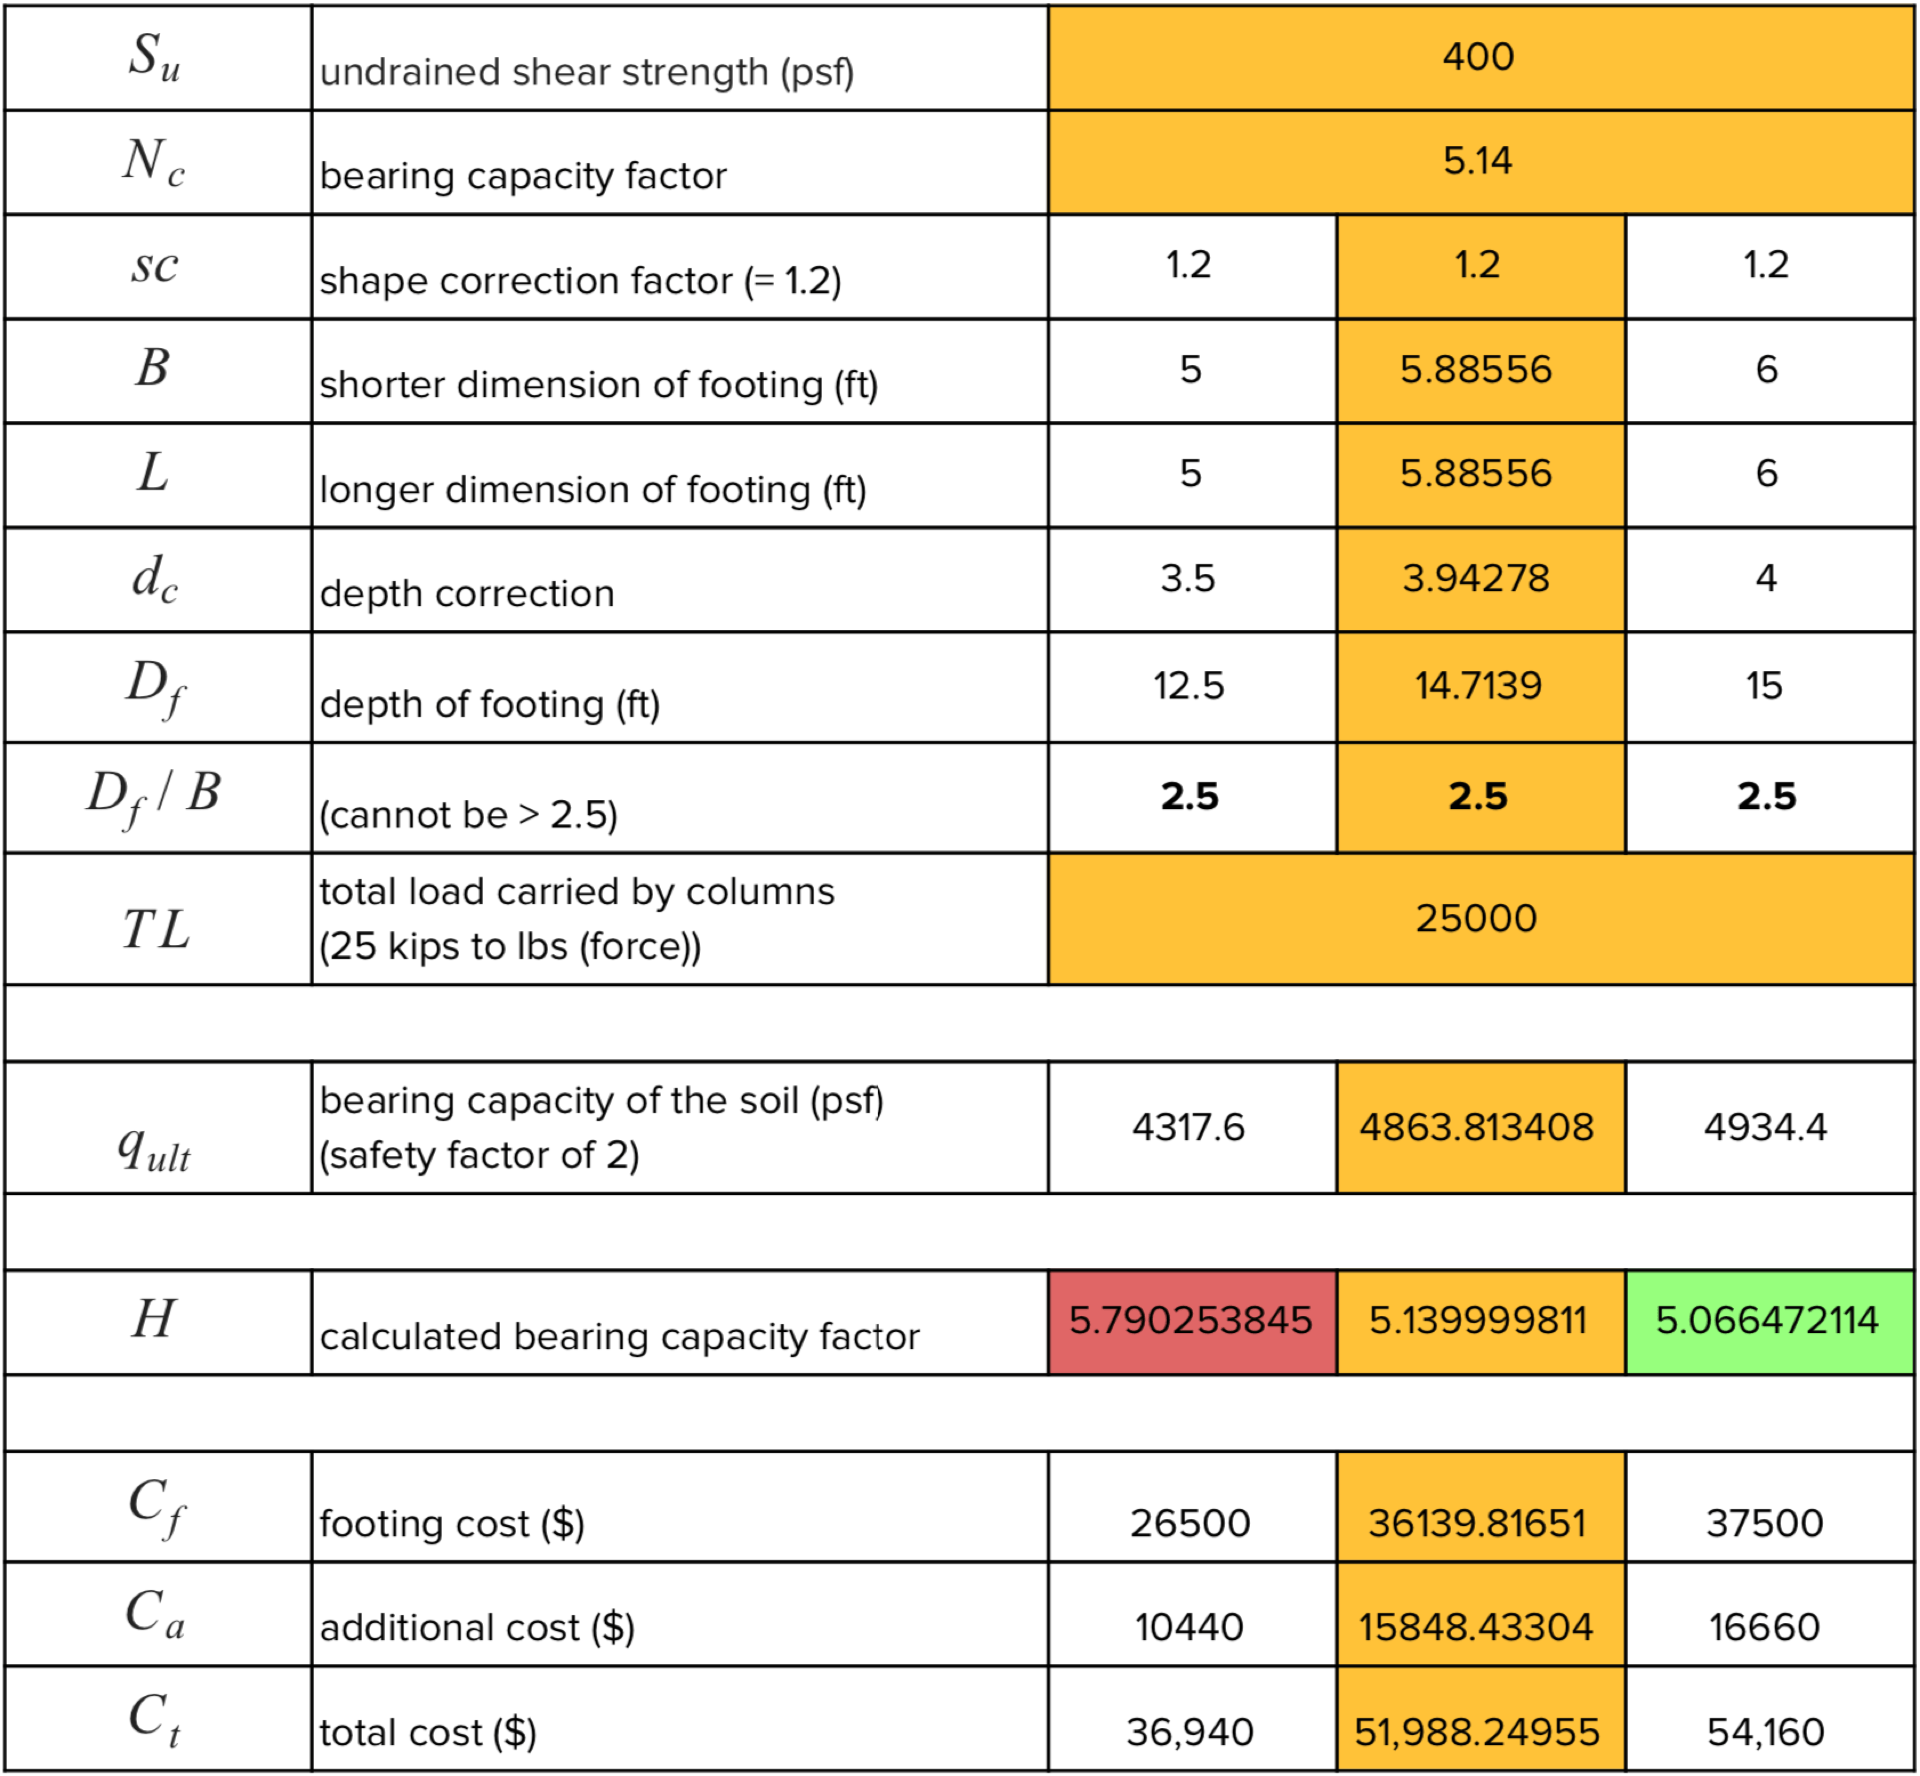 S_u undrained shear strength (psf) 400
N_c bearing capacity factor 5.14
sc shape correction factor (= 1.2) 1.2 1.2 1.2
B shorter dimension of footing (ft) 5 5.88556 6
L longer dimension of footing (ft) 5 5.88556 6
d_c depth correction 3.5 3.94278 4
D_f depth of footing (ft) 12.5 14.7139 15
D_f / B (cannot be > 2.5) 2.5 2.5 2.5
TL total load carried by columns
(25 kips to lbs (force)) 25000
q_ult bearing capacity of the soil (psf)
(safety factor of 2) 4317.6 4863.813408 4934.4
H calculated bearing capacity factor 5.790253845 5.139999811 5.066472114
C_f footing cost ($) 26500 36139.81651 37500
C_a additional cost ($) 10440 15848.43304 16660
C_t total cost ($) 36,940 51,988.24955 54,160